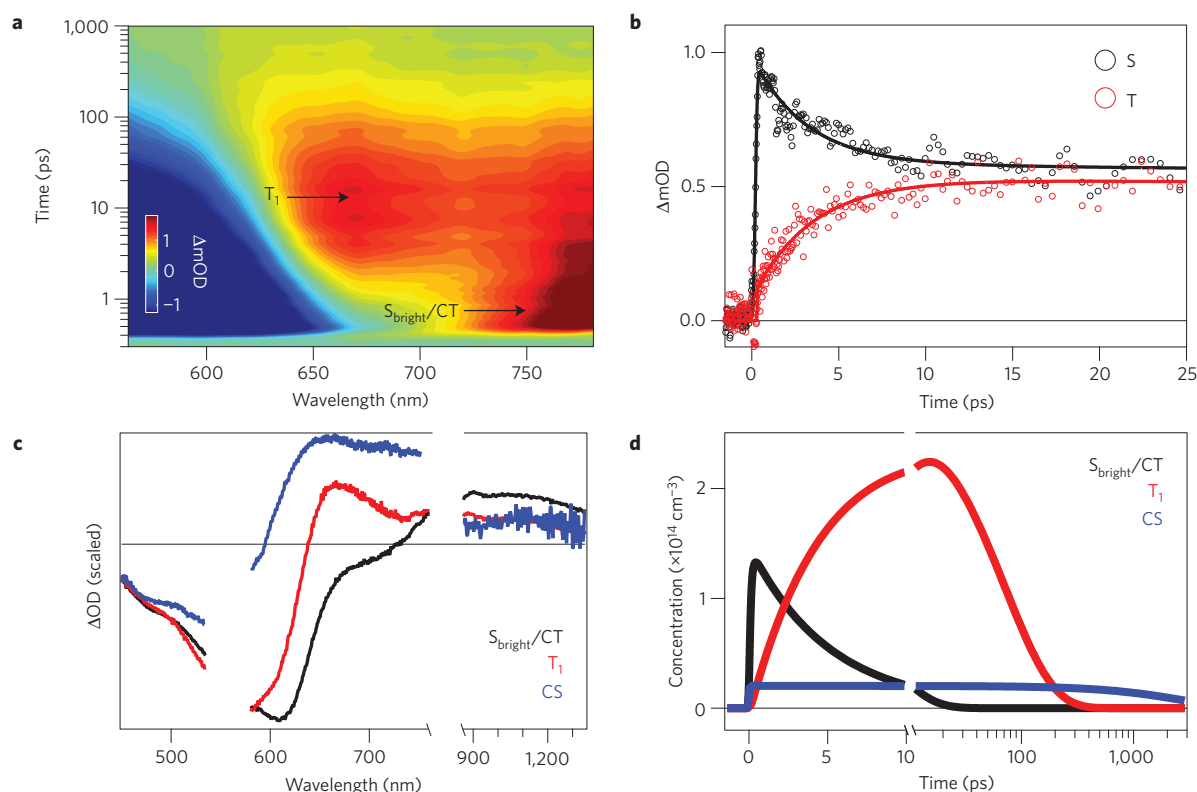 a
1,000
100
10
1
Time (ps)
T₁
S_bright/CT
1
0
−1
ΔmOD
600
650
700
750
Wavelength (nm)
b
1.0
0.5
0.0
ΔmOD
S
T
0
5
10
15
20
25
Time (ps)
c
ΔOD (scaled)
S_bright/CT
T₁
CS
500
600
700
900
1,200
Wavelength (nm)
d
Concentration (×10¹⁴ cm⁻³)
2
1
0
S_bright/CT
T₁
CS
0
5
10
100
1,000
Time (ps)